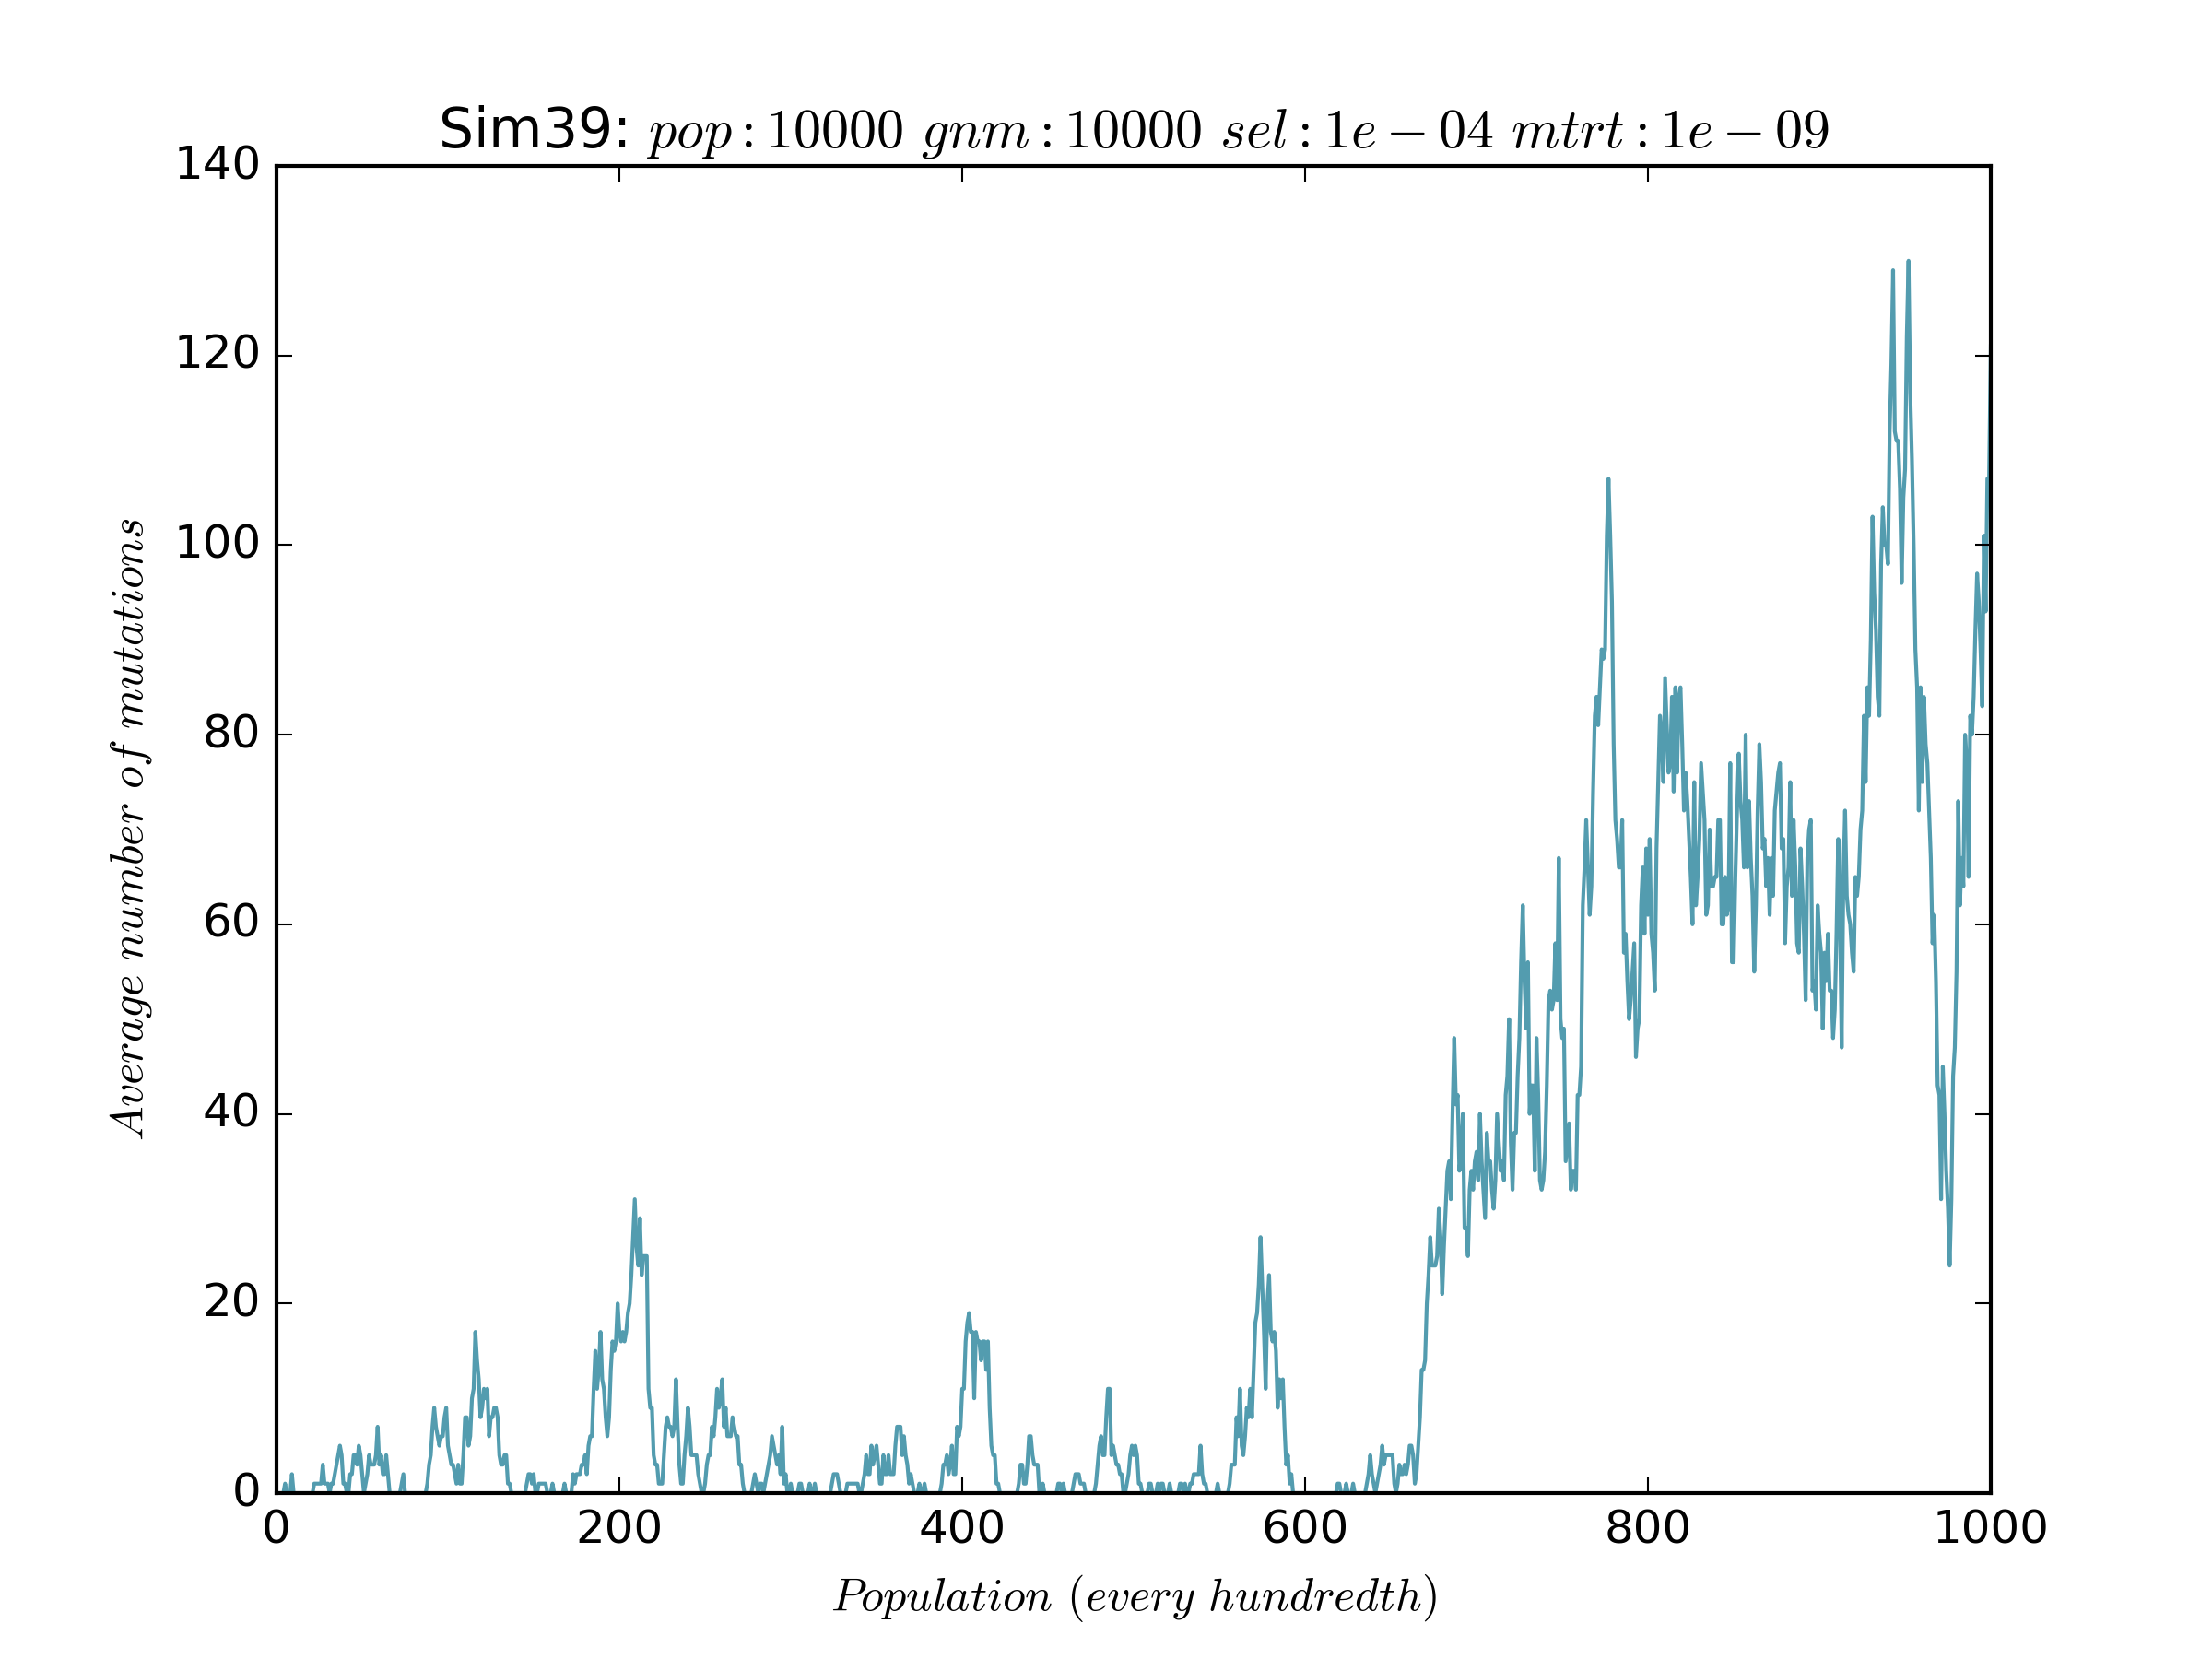 Sim39: pop : 10000 gnm : 10000 sel : 1e − 04 mtrt : 1e − 09
140
120
100
80
60
40
20
0
Average number of mutations
0 200 400 600 800 1000
Population (every hundredth)